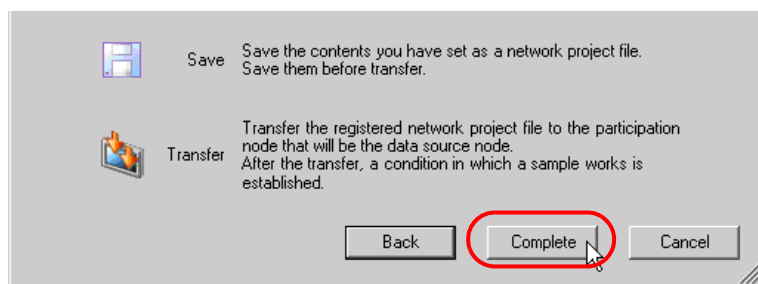 Save
Save the contents you have set as a network project file.
Save them before transfer.
Transfer
Transfer the registered network project file to the participation
node that will be the data source node.
After the transfer, a condition in which a sample works is
established.
Back
Complete
Cancel